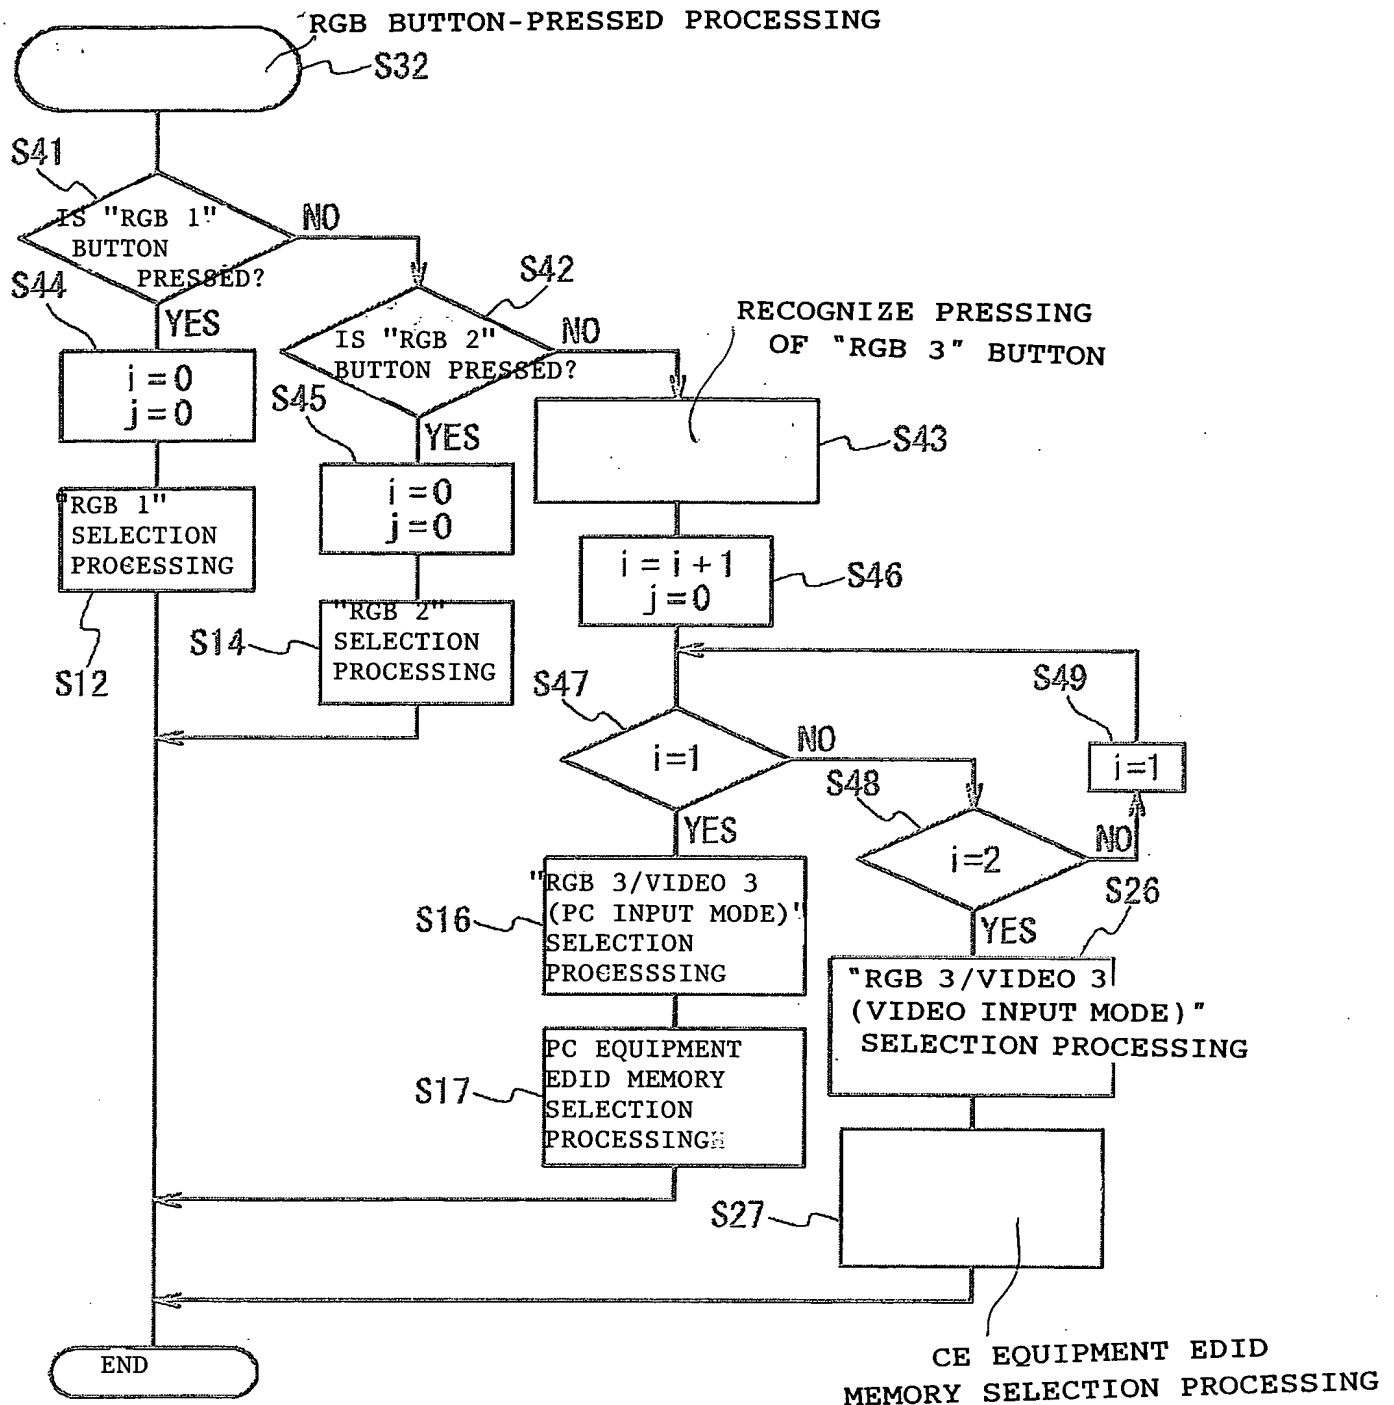 RGB BUTTON-PRESSED PROCESSING
S32
S41
IS "RGB 1"
BUTTON
PRESSED?
NO
S44
YES
i=0
j=0
"RGB 1"
SELECTION
PROCESSING
S12
S42
IS "RGB 2"
BUTTON PRESSED?
NO
S45
YES
i=0
j=0
"RGB 2"
SELECTION
PROCESSING
S14
RECOGNIZE PRESSING
OF "RGB 3" BUTTON
S43
i=i+1
j=0
S46
S47
i=1
NO
YES
S49
i=1
S48
i=2
NO
YES
S26
"RGB 3/VIDEO 3
(PC INPUT MODE)"
SELECTION
PROCESSSING
S16
PC EQUIPMENT
EDID MEMORY
SELECTION
PROCESSING
S17
"RGB 3/VIDEO 3
(VIDEO INPUT MODE)"
SELECTION PROCESSING
S27
CE EQUIPMENT EDID
MEMORY SELECTION PROCESSING
END